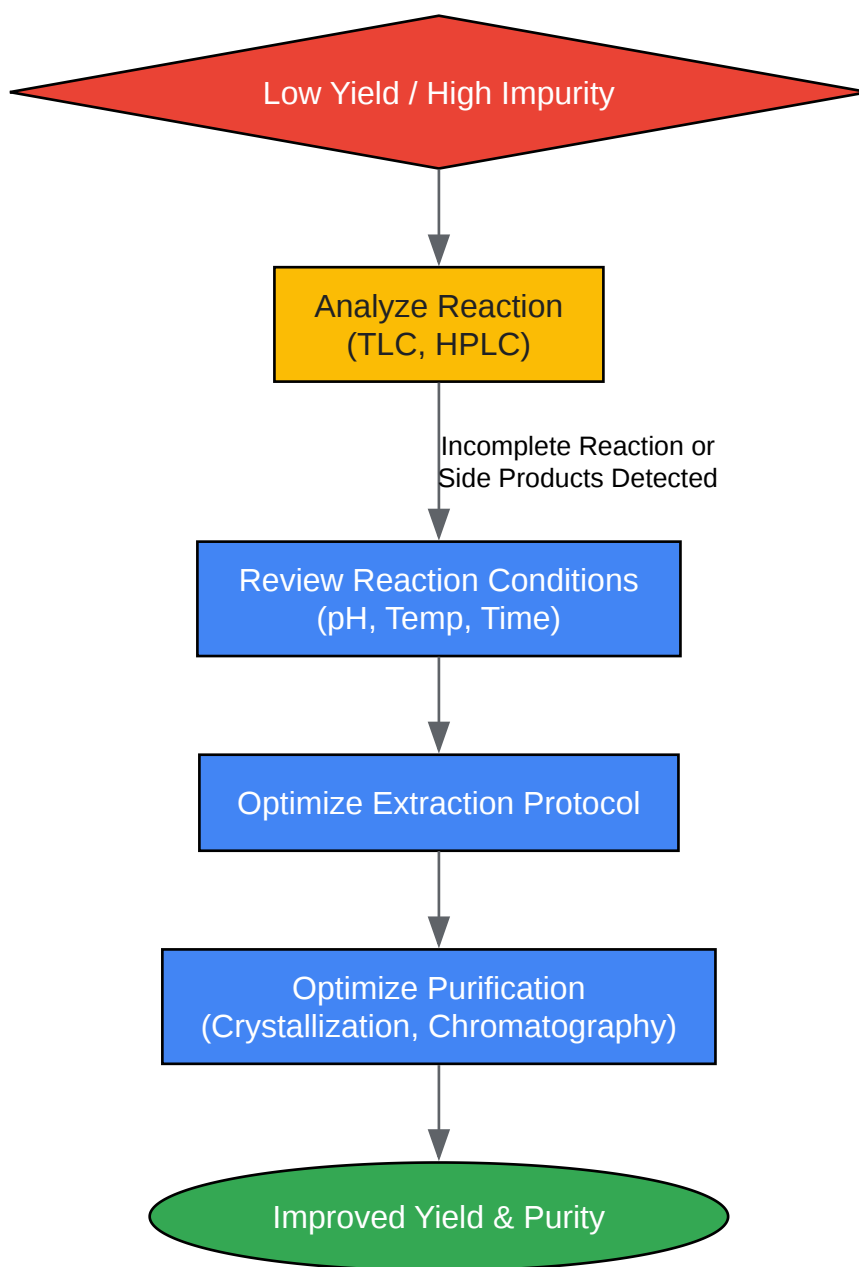 Low Yield / High Impurity
Analyze Reaction
(TLC, HPLC)
Incomplete Reaction or
Side Products Detected
Review Reaction Conditions
(pH, Temp, Time)
Optimize Extraction Protocol
Optimize Purification
(Crystallization, Chromatography)
Improved Yield & Purity